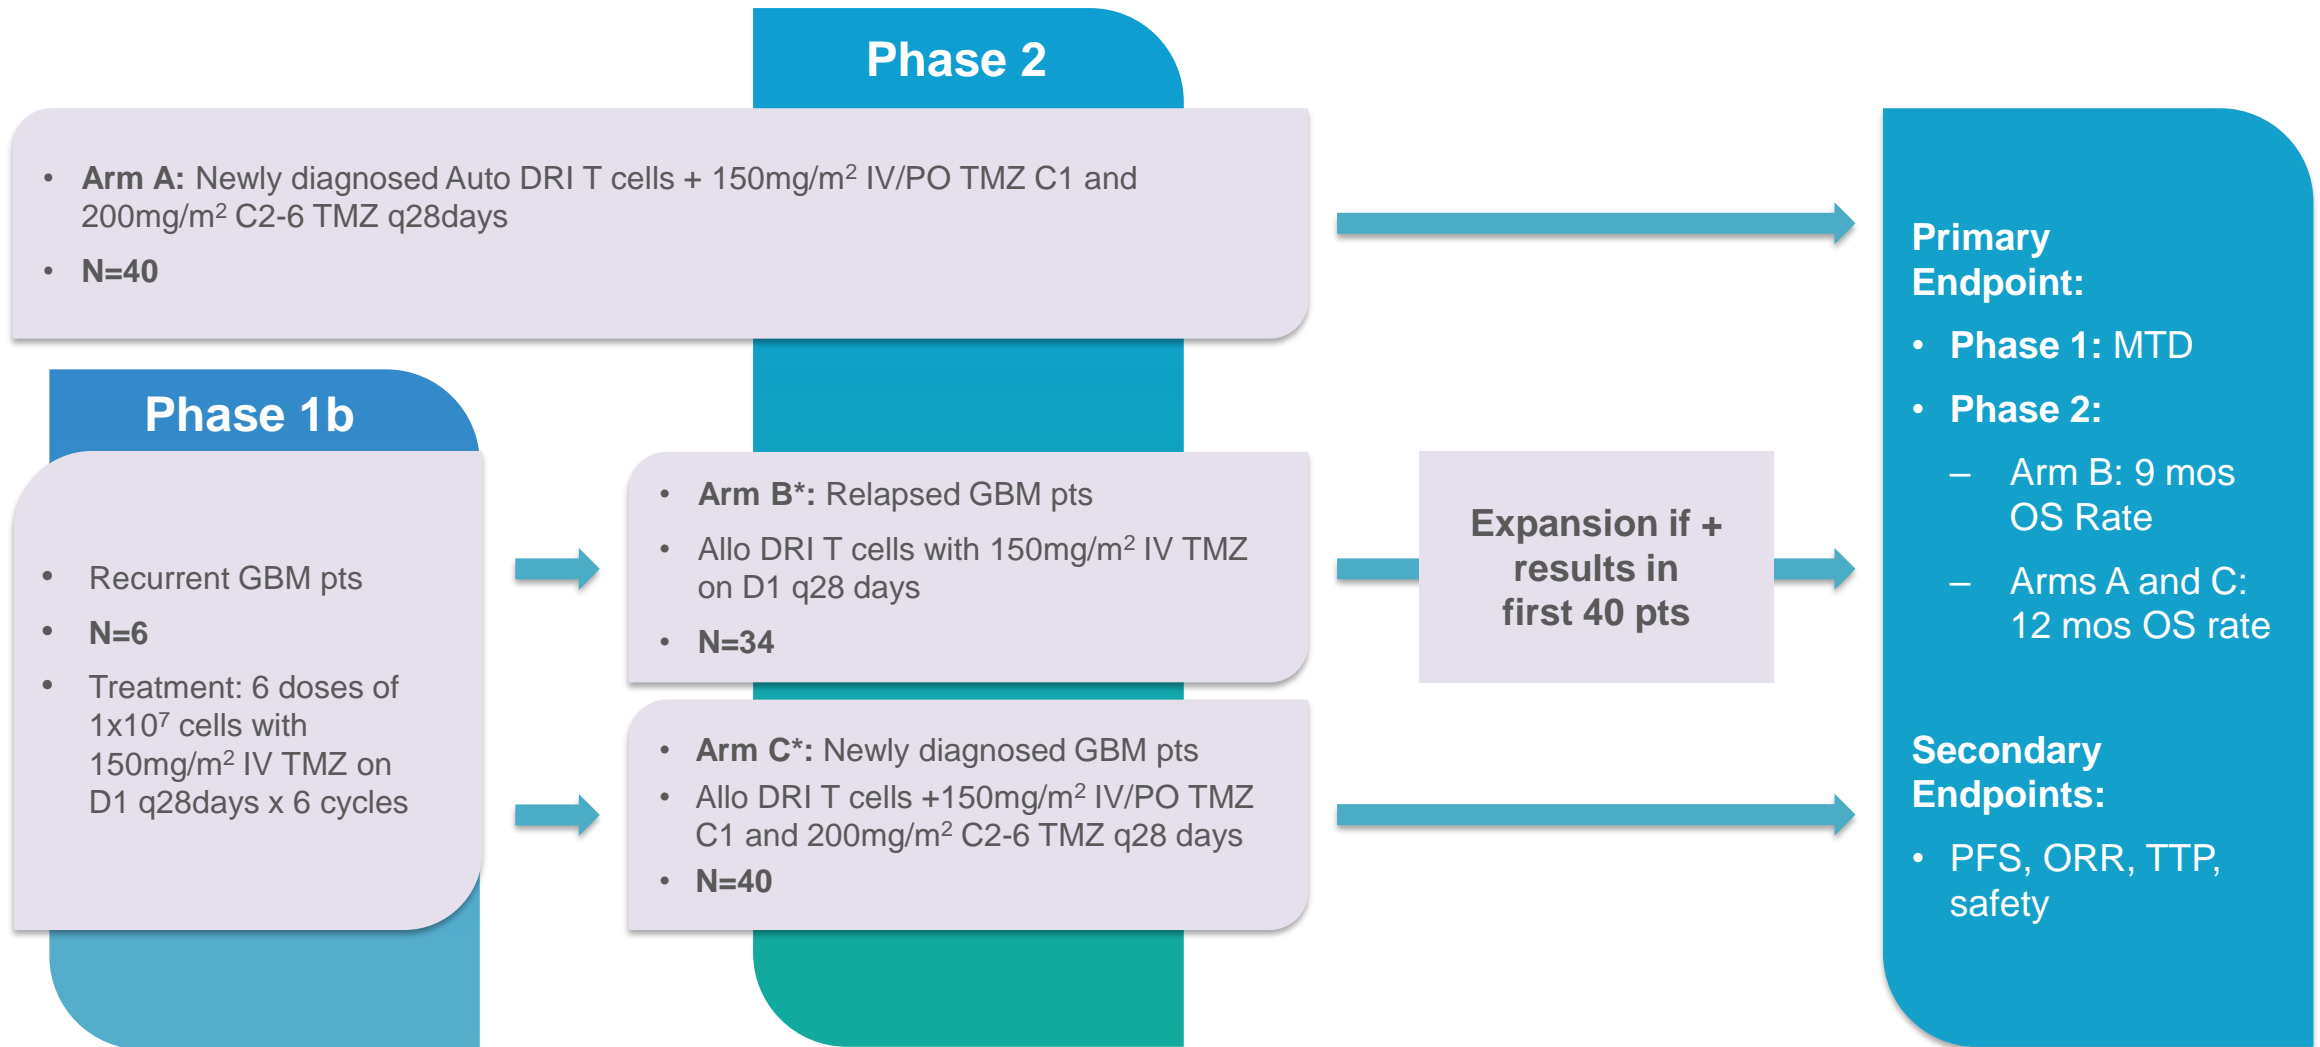 Phase 2
• Arm A: Newly diagnosed Auto DRI T cells + 150mg/m² IV/PO TMZ C1 and
200mg/m² C2-6 TMZ q28days
• N=40
Phase 1b
• Recurrent GBM pts
• N=6
• Treatment: 6 doses of
1x10⁷ cells with
150mg/m² IV TMZ on
D1 q28days x 6 cycles
• Arm B*: Relapsed GBM pts
• Allo DRI T cells with 150mg/m² IV TMZ
on D1 q28 days
• N=34
Expansion if +
results in
first 40 pts
• Arm C*: Newly diagnosed GBM pts
• Allo DRI T cells +150mg/m² IV/PO TMZ
C1 and 200mg/m² C2-6 TMZ q28 days
• N=40
Primary
Endpoint:
• Phase 1: MTD
• Phase 2:
– Arm B: 9 mos
OS Rate
– Arms A and C:
12 mos OS rate
Secondary
Endpoints:
• PFS, ORR, TTP,
safety